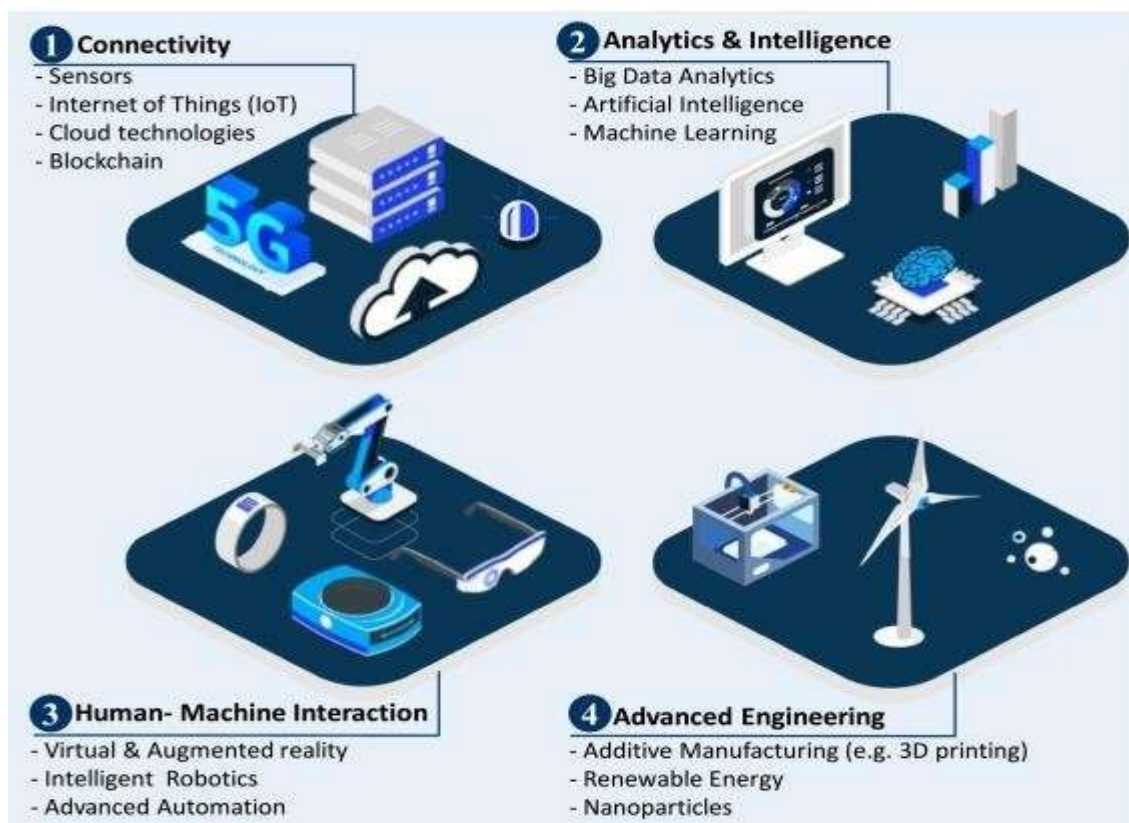 1 Connectivity
- Sensors
- Internet of Things (IoT)
- Cloud technologies
- Blockchain
5G
TECHNOLOGY
2 Analytics & Intelligence
- Big Data Analytics
- Artificial Intelligence
- Machine Learning
3 Human- Machine Interaction
- Virtual & Augmented reality
- Intelligent Robotics
- Advanced Automation
4 Advanced Engineering
- Additive Manufacturing (e.g. 3D printing)
- Renewable Energy
- Nanoparticles